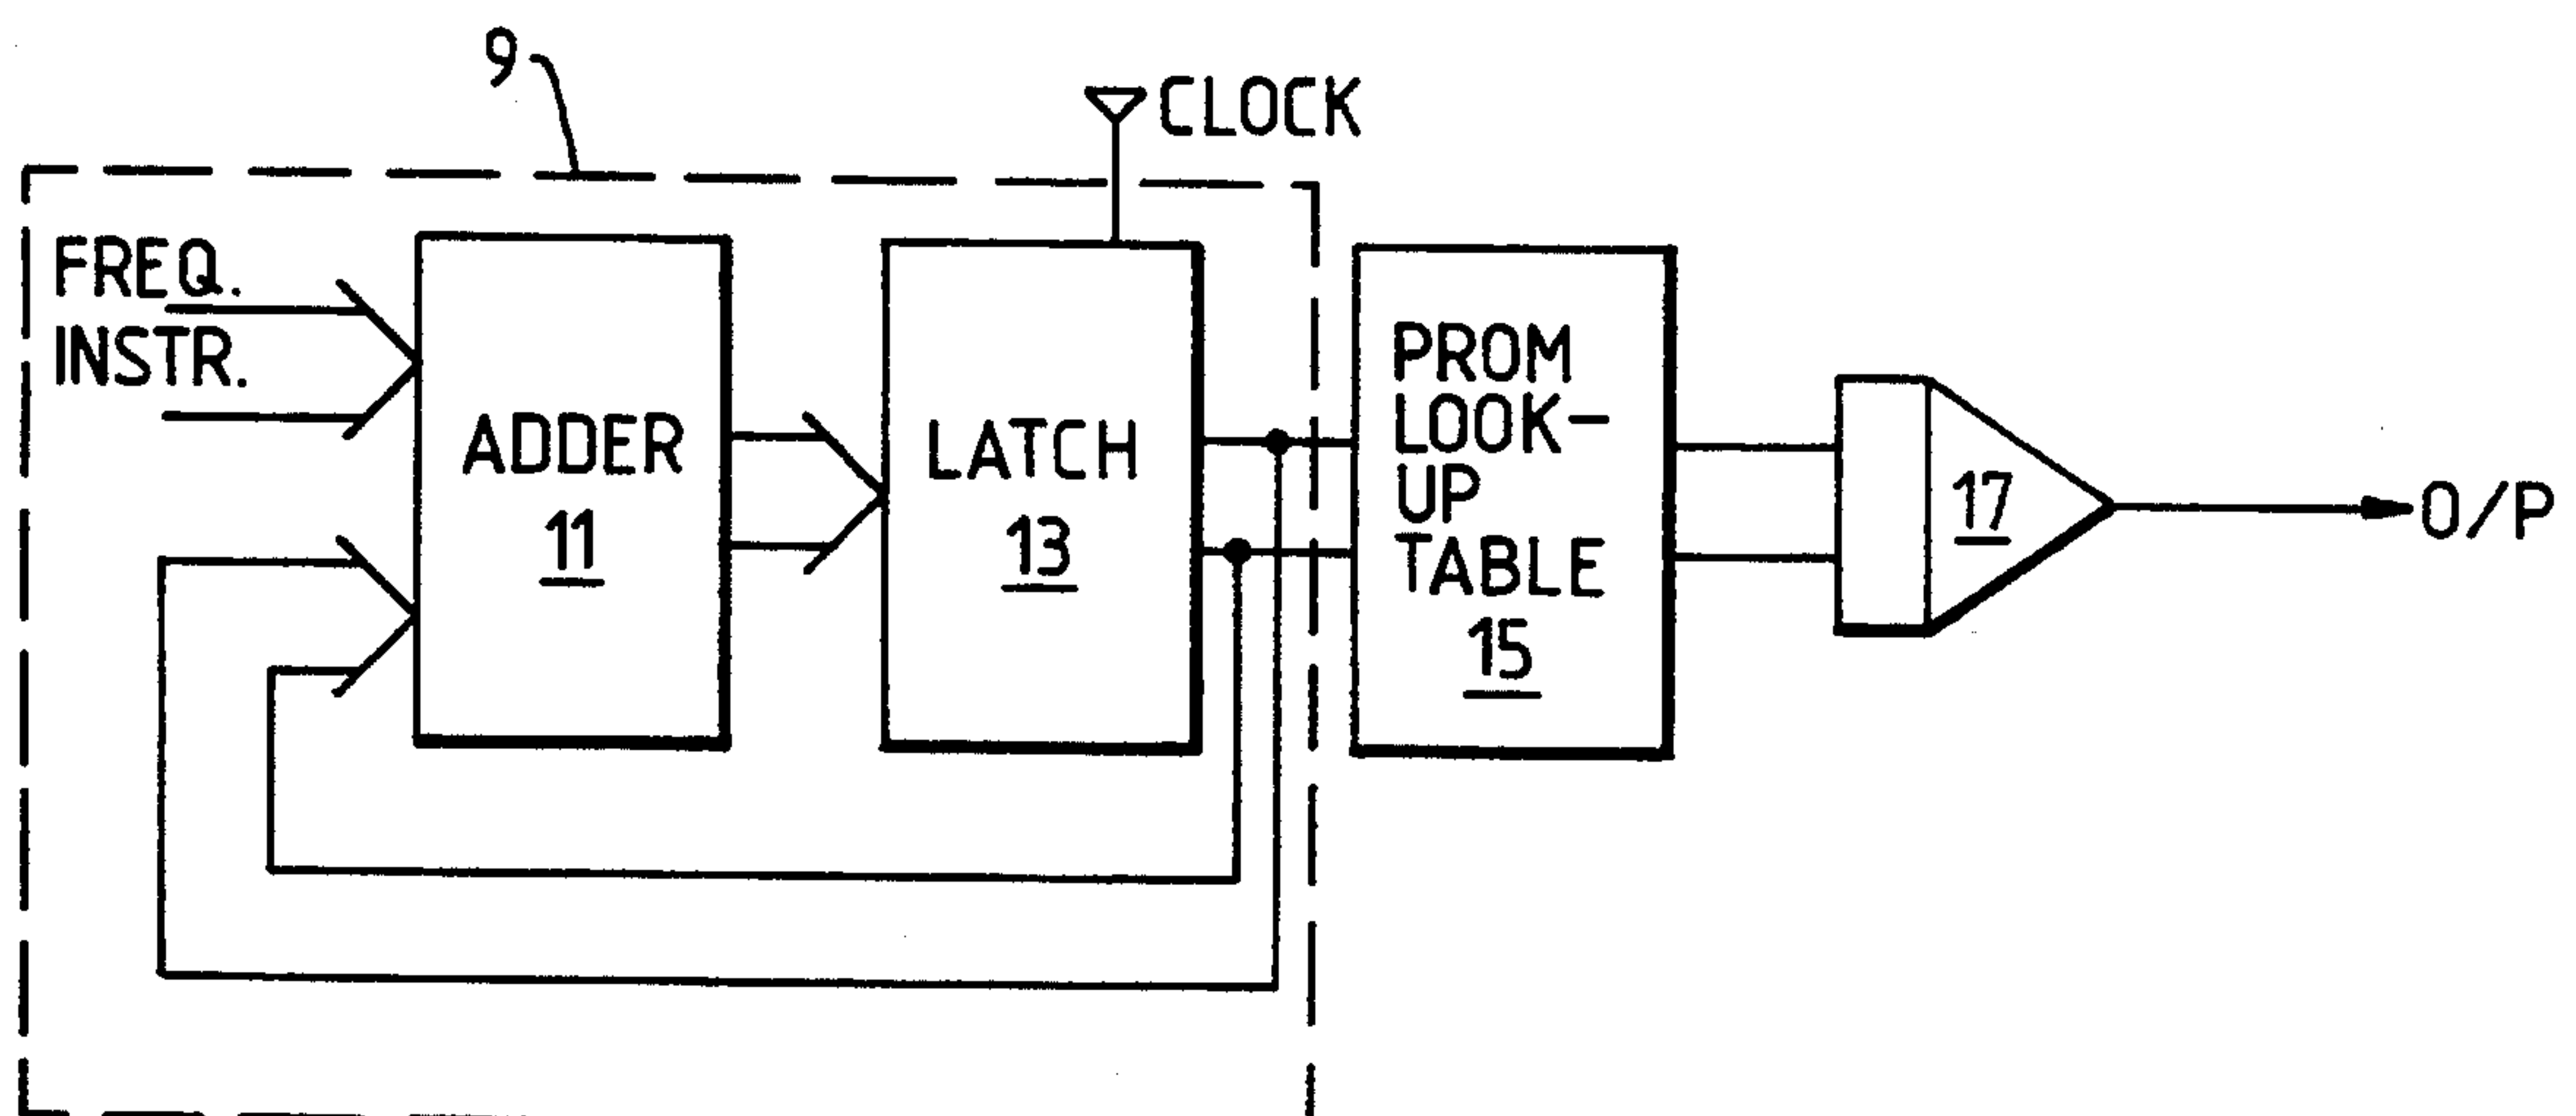 9
CLOCK
FREQ.
INSTR.
ADDER
11
LATCH
13
PROM
LOOK-
UP
TABLE
15
17
O/P